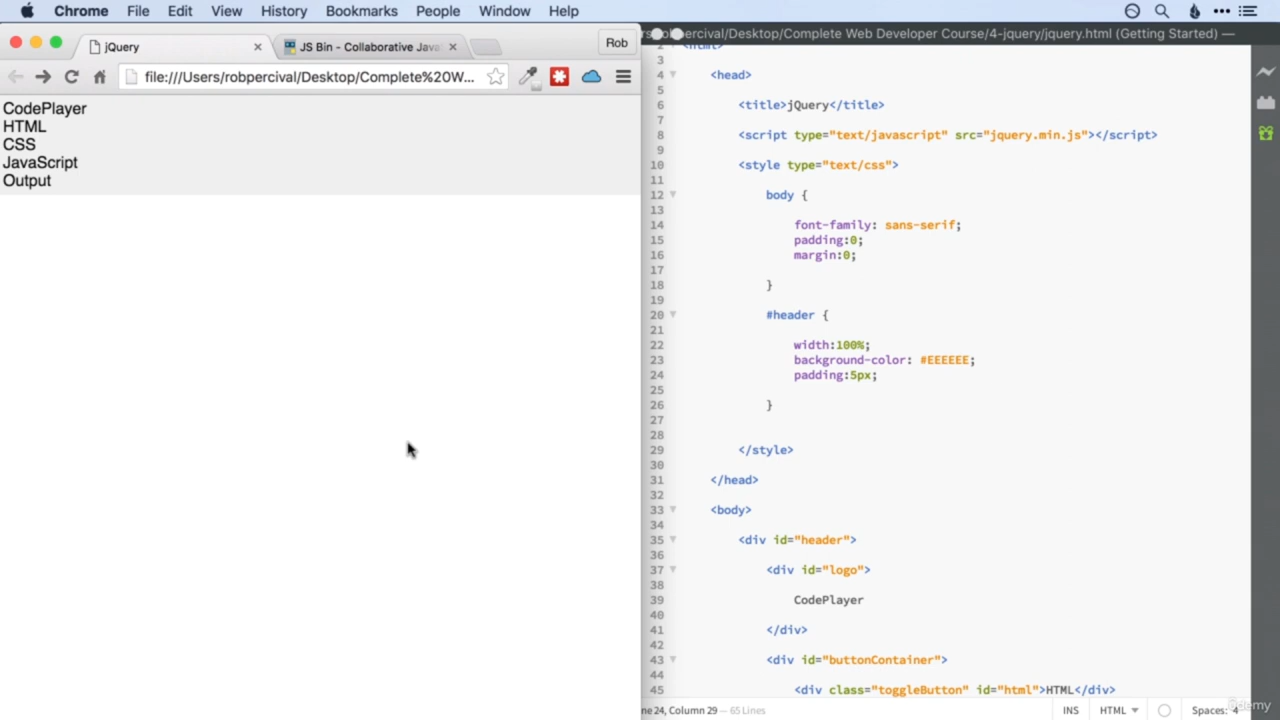 Chrome File Edit View History Bookmarks People Window Help
jQuery
JS Bin - Collaborative Java
Rob
file:///Users/robpercival/Desktop/Complete%20W...
CodePlayer
HTML
CSS
JavaScript
Output
robpercival/Desktop/Complete Web Developer Course/4-jquery/jquery.html (Getting Started) —
2 <html>
3
4 <head>
5
6 <title>jQuery</title>
7
8 <script type="text/javascript" src="jquery.min.js"></script>
9
10 <style type="text/css">
11
12 body {
13
14 font-family: sans-serif;
15 padding:0;
16 margin:0;
17
18 }
19
20 #header {
21
22 width:100%;
23 background-color: #EEEEEE;
24 padding:5px;
25
26 }
27
28
29 </style>
30
31 </head>
32
33 <body>
34
35 <div id="header">
36
37 <div id="logo">
38
39 CodePlayer
40
41 </div>
42
43 <div id="buttonContainer">
44
45 <div class="toggleButton" id="html">HTML</div>
ne 24, Column 29 — 65 Lines
INS HTML Spaces: 4
ûdemy